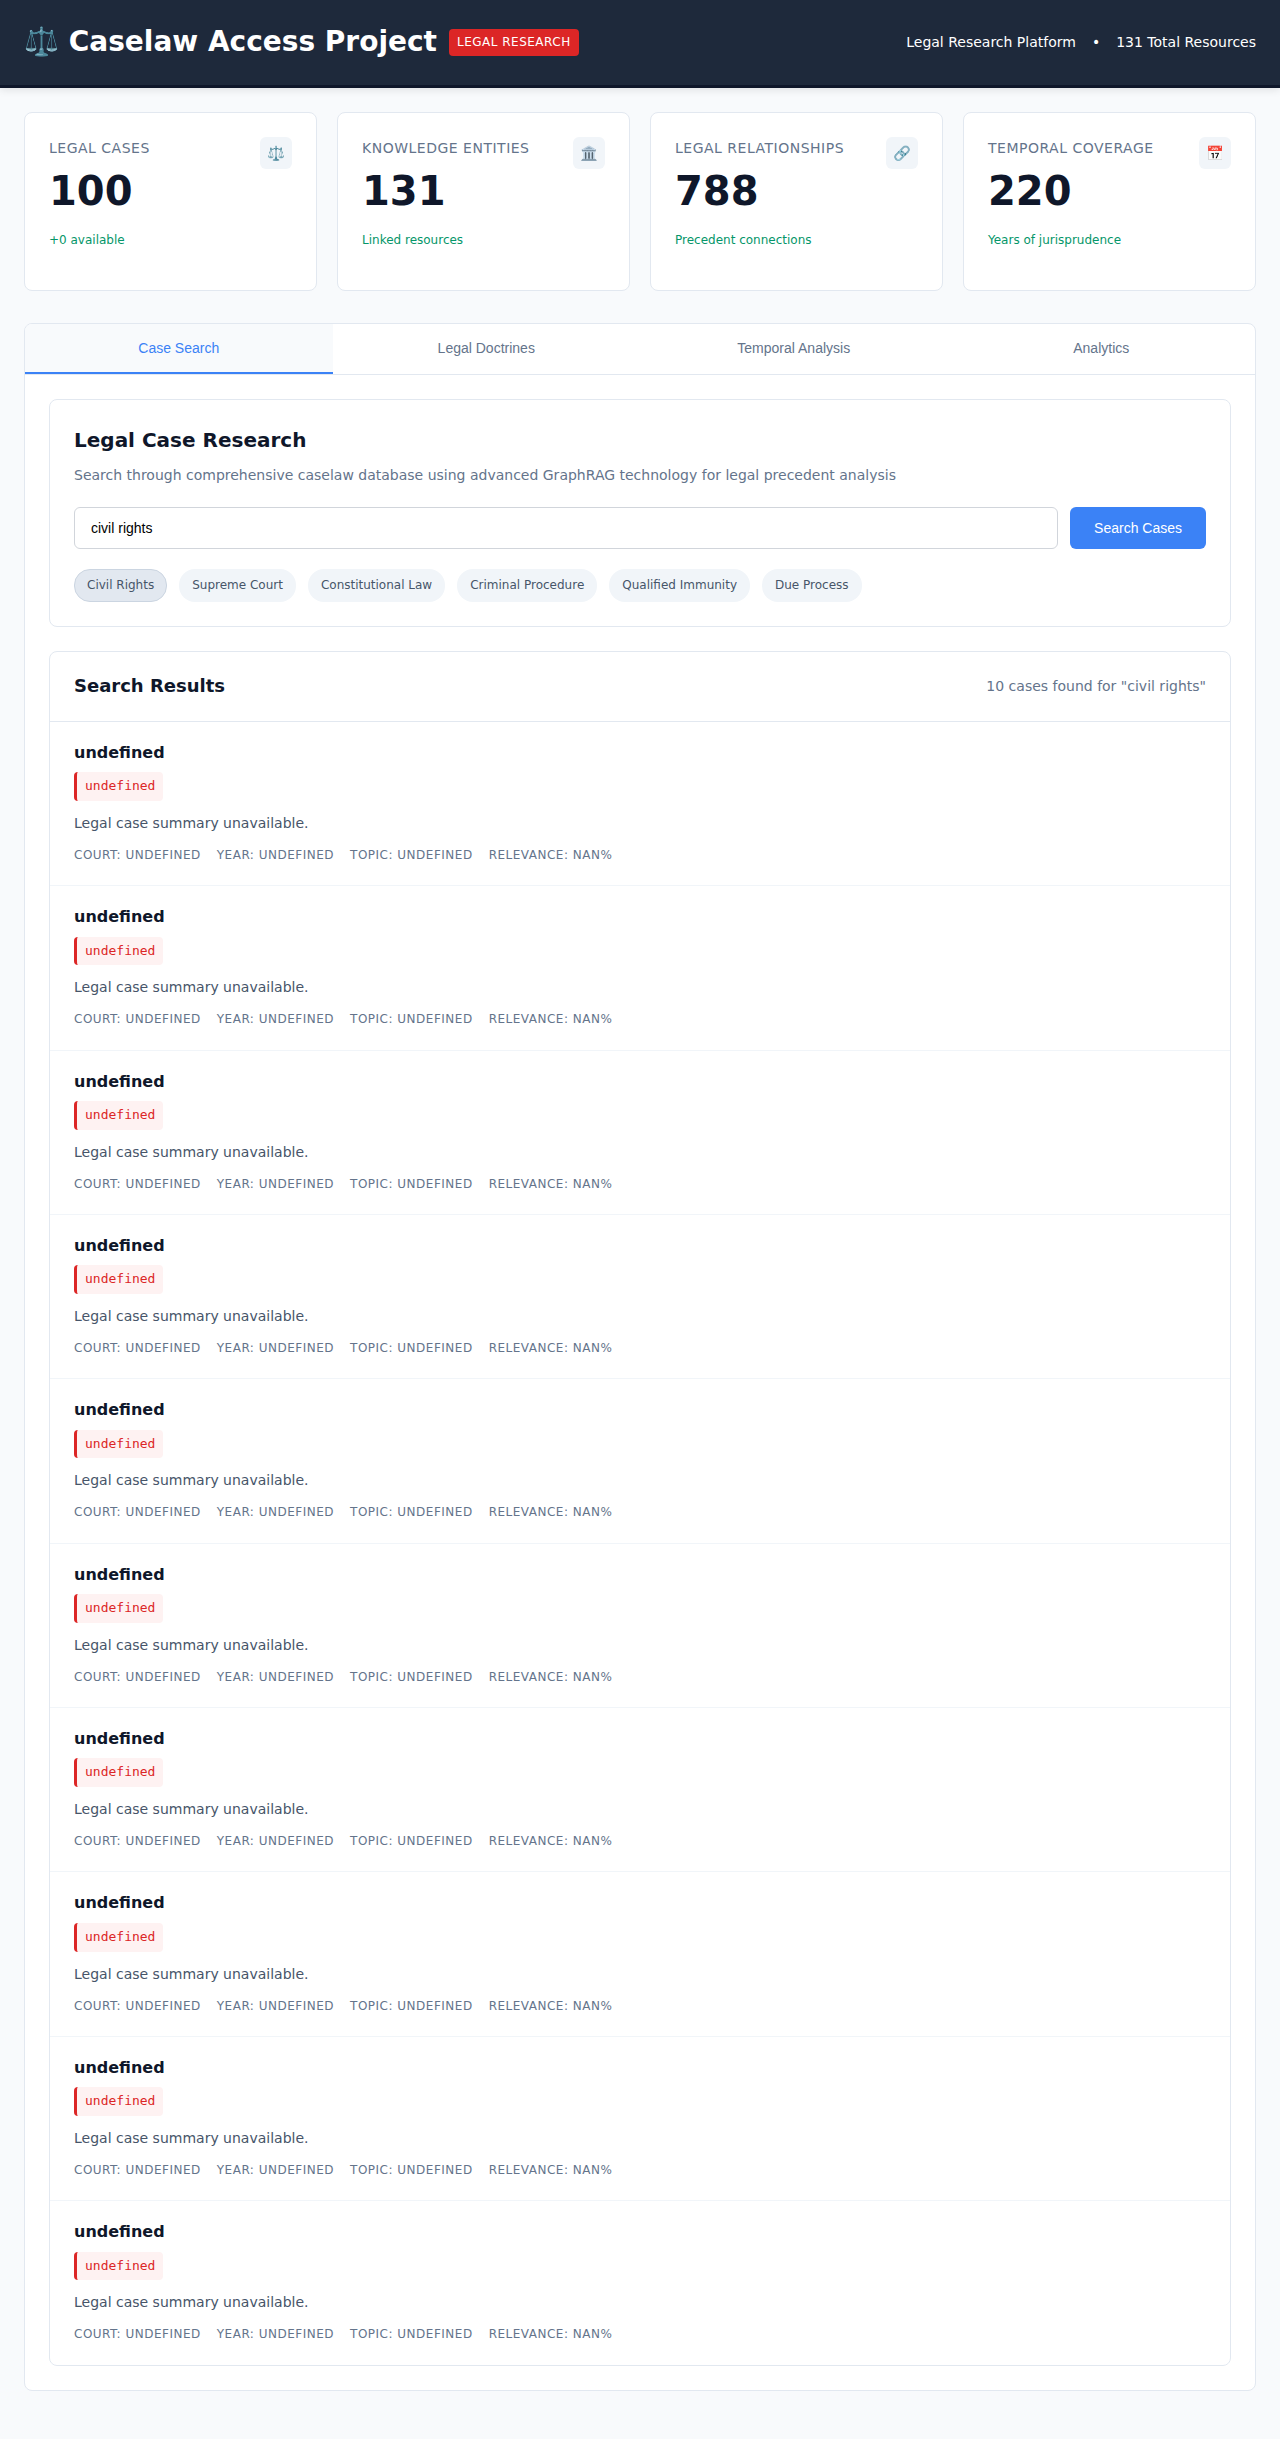 ⚖️ Caselaw Access Project LEGAL RESEARCH Legal Research Platform • 131 Total Resources
LEGAL CASES
100
+0 available
KNOWLEDGE ENTITIES
131
Linked resources
LEGAL RELATIONSHIPS
788
Precedent connections
TEMPORAL COVERAGE
220
Years of jurisprudence
Case Search Legal Doctrines Temporal Analysis Analytics
Legal Case Research
Search through comprehensive caselaw database using advanced GraphRAG technology for legal precedent analysis
civil rights Search Cases
Civil Rights Supreme Court Constitutional Law Criminal Procedure Qualified Immunity Due Process
Search Results 10 cases found for "civil rights"
undefined
undefined
Legal case summary unavailable.
COURT: UNDEFINED YEAR: UNDEFINED TOPIC: UNDEFINED RELEVANCE: NAN%
undefined
undefined
Legal case summary unavailable.
COURT: UNDEFINED YEAR: UNDEFINED TOPIC: UNDEFINED RELEVANCE: NAN%
undefined
undefined
Legal case summary unavailable.
COURT: UNDEFINED YEAR: UNDEFINED TOPIC: UNDEFINED RELEVANCE: NAN%
undefined
undefined
Legal case summary unavailable.
COURT: UNDEFINED YEAR: UNDEFINED TOPIC: UNDEFINED RELEVANCE: NAN%
undefined
undefined
Legal case summary unavailable.
COURT: UNDEFINED YEAR: UNDEFINED TOPIC: UNDEFINED RELEVANCE: NAN%
undefined
undefined
Legal case summary unavailable.
COURT: UNDEFINED YEAR: UNDEFINED TOPIC: UNDEFINED RELEVANCE: NAN%
undefined
undefined
Legal case summary unavailable.
COURT: UNDEFINED YEAR: UNDEFINED TOPIC: UNDEFINED RELEVANCE: NAN%
undefined
undefined
Legal case summary unavailable.
COURT: UNDEFINED YEAR: UNDEFINED TOPIC: UNDEFINED RELEVANCE: NAN%
undefined
undefined
Legal case summary unavailable.
COURT: UNDEFINED YEAR: UNDEFINED TOPIC: UNDEFINED RELEVANCE: NAN%
undefined
undefined
Legal case summary unavailable.
COURT: UNDEFINED YEAR: UNDEFINED TOPIC: UNDEFINED RELEVANCE: NAN%